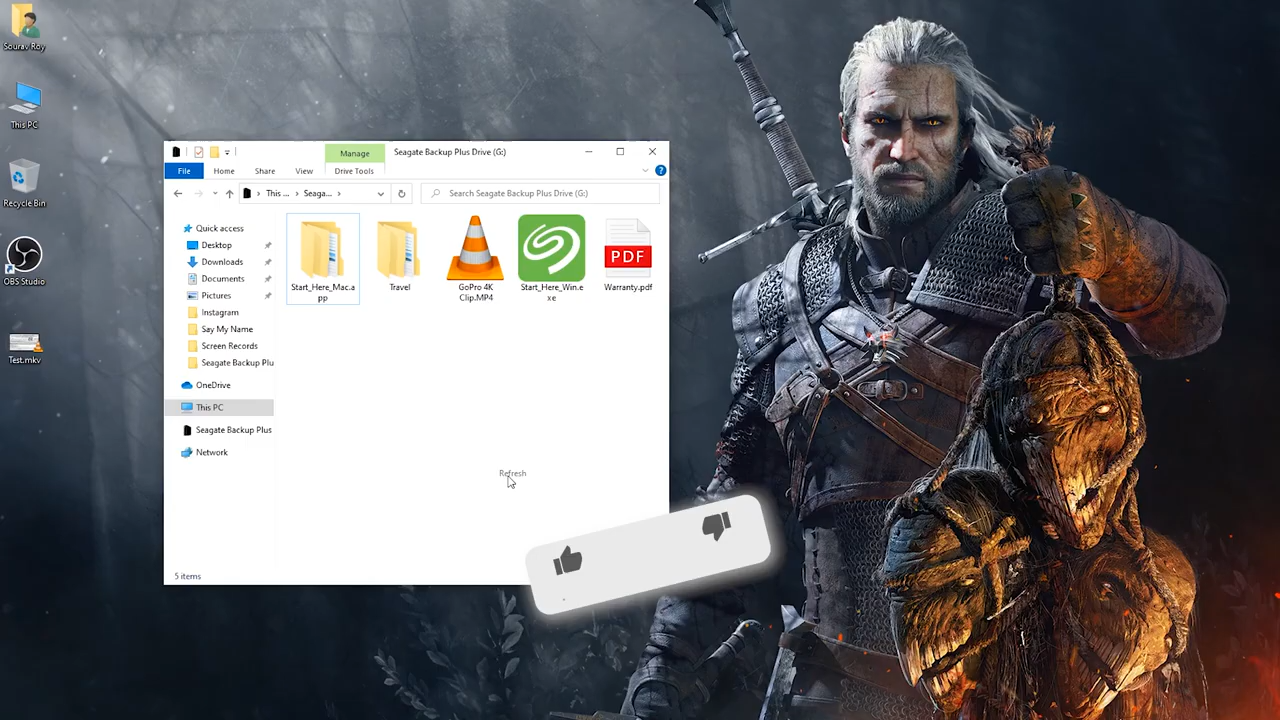 Sourav Roy
This PC
Recycle Bin
OBS Studio
Test.mkv
Manage
Seagate Backup Plus Drive (G:)
File
Home
Share
View
Drive Tools
This ...
Seaga...
Search Seagate Backup Plus Drive (G:)
Quick access
Desktop
Downloads
Documents
Pictures
Instagram
Say My Name
Screen Records
Seagate Backup Plu
OneDrive
This PC
Seagate Backup Plus
Network
Start_Here_Mac.a
pp
Travel
GoPro 4K
Clip.MP4
Start_Here_Win.e
xe
PDF
Warranty.pdf
Refresh
5 items